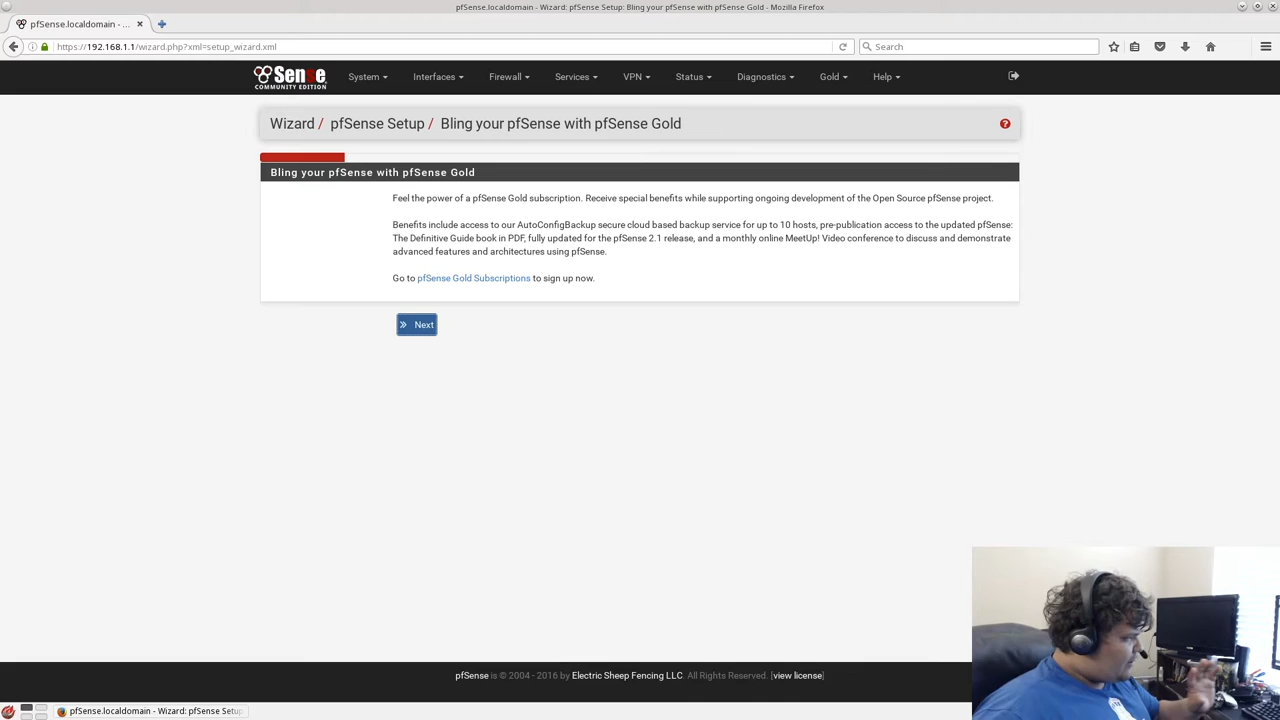 pfSense.localdomain - Wizard: pfSense Setup: Bling your pfSense with pfSense Gold - Mozilla Firefox
pfSense.localdomain - ...
https://192.168.1.1/wizard.php?xml=setup_wizard.xml
Search
Sense
COMMUNITY EDITION
System
Interfaces
Firewall
Services
VPN
Status
Diagnostics
Gold
Help
Wizard / pfSense Setup / Bling your pfSense with pfSense Gold
Bling your pfSense with pfSense Gold
Feel the power of a pfSense Gold subscription. Receive special benefits while supporting ongoing development of the Open Source pfSense project.
Benefits include access to our AutoConfigBackup secure cloud based backup service for up to 10 hosts, pre-publication access to the updated pfSense:
The Definitive Guide book in PDF, fully updated for the pfSense 2.1 release, and a monthly online MeetUp! Video conference to discuss and demonstrate
advanced features and architectures using pfSense.
Go to pfSense Gold Subscriptions to sign up now.
Next
pfSense is © 2004 - 2016 by Electric Sheep Fencing LLC. All Rights Reserved. [view license]
pfSense.localdomain - Wizard: pfSense Setup